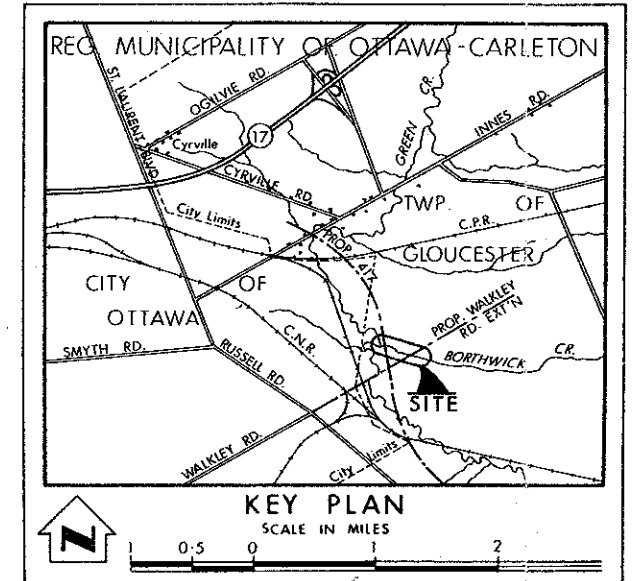 REG. MUNICIPALITY OF OTTAWA-CARLETON
ST. LAURENT BLVD.
OGILVIE RD.
GREEN CR.
INNES RD.
Cyrville
17
CYRVILLE RD.
City Limits
TWP. OF
C.P.R.
PROP. 417
GLOUCESTER
CITY OF
OTTAWA
PROP. WALKLEY
RD. EXT'N
SMYTH RD.
RUSSELL RD.
C.N.R.
BORTHWICK CR.
SITE
WALKLEY RD.
City Limits
KEY PLAN
SCALE IN MILES
N
1 0·5 0 1 2